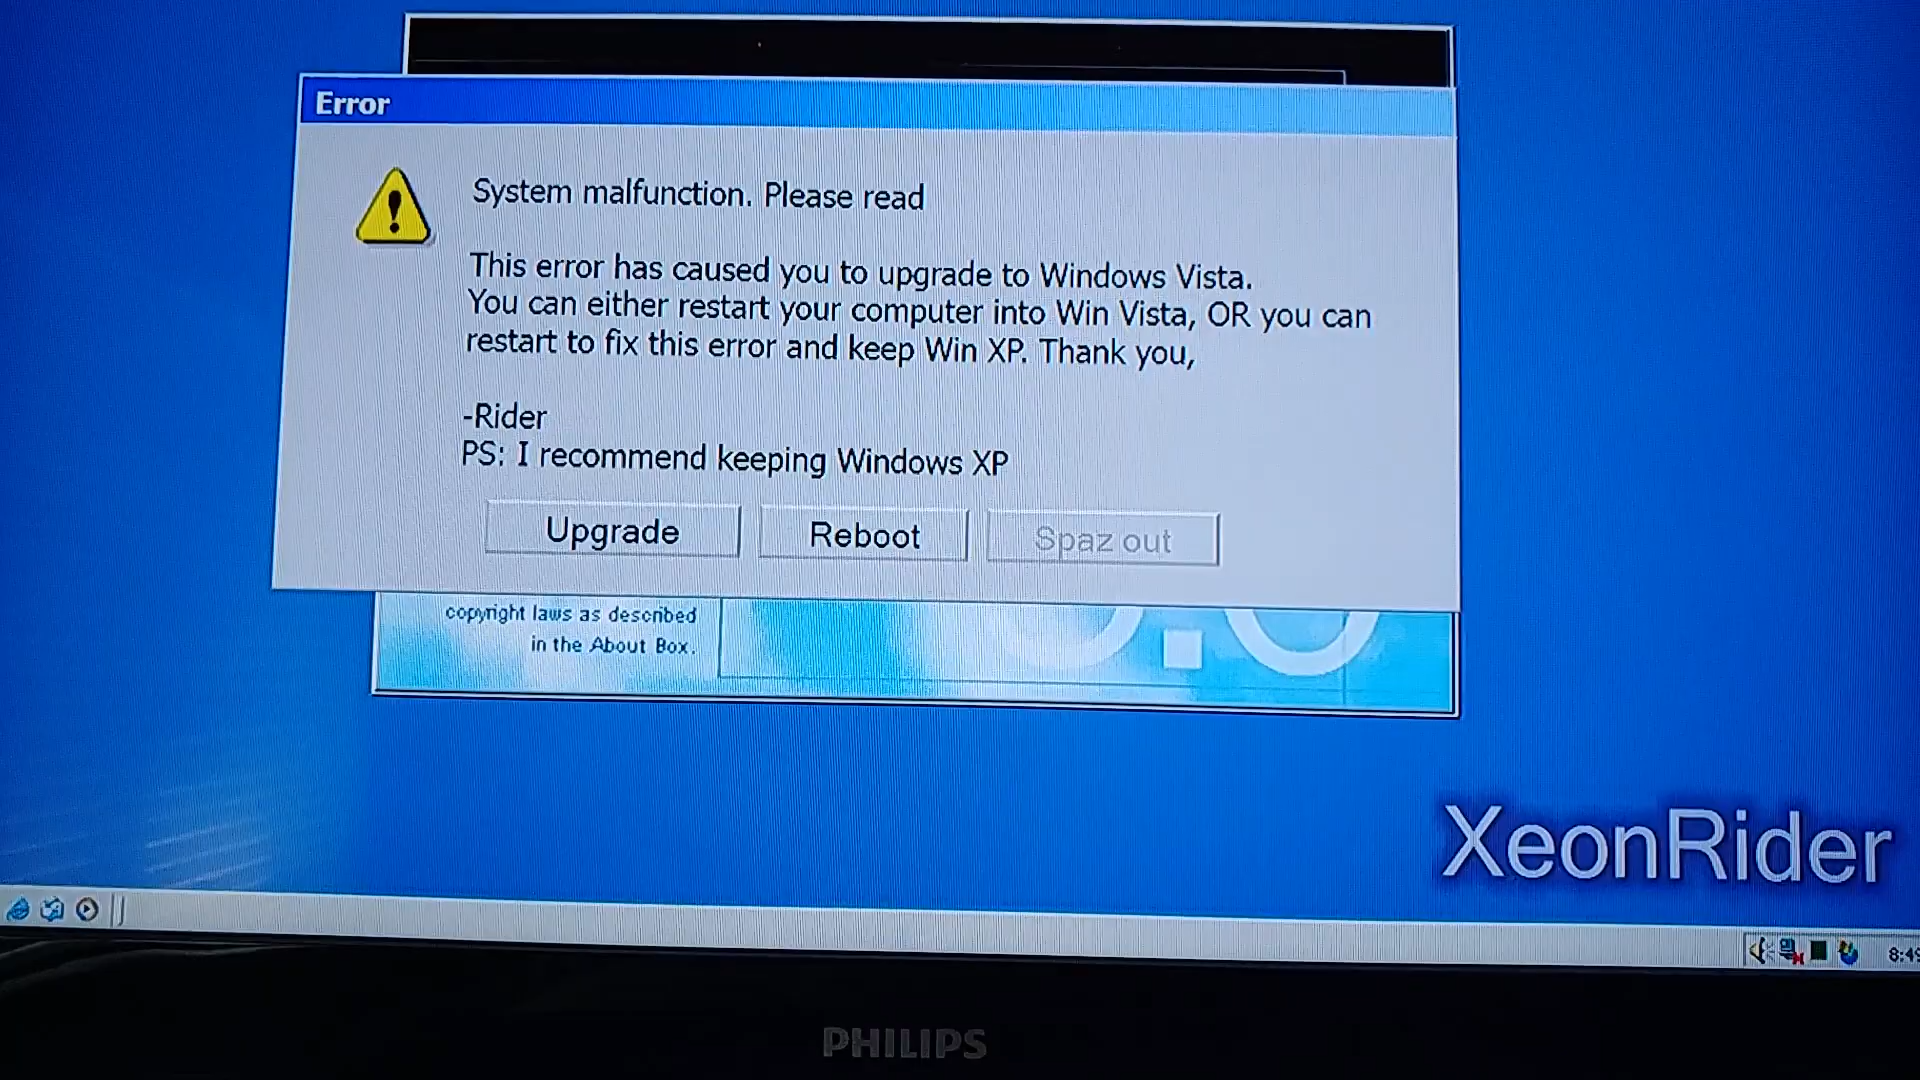 Error
System malfunction. Please read
This error has caused you to upgrade to Windows Vista.
You can either restart your computer into Win Vista, OR you can
restart to fix this error and keep Win XP. Thank you,
-Rider
PS: I recommend keeping Windows XP
Upgrade Reboot Spaz out
copyright laws as described
in the About Box.
XeonRider
PHILIPS